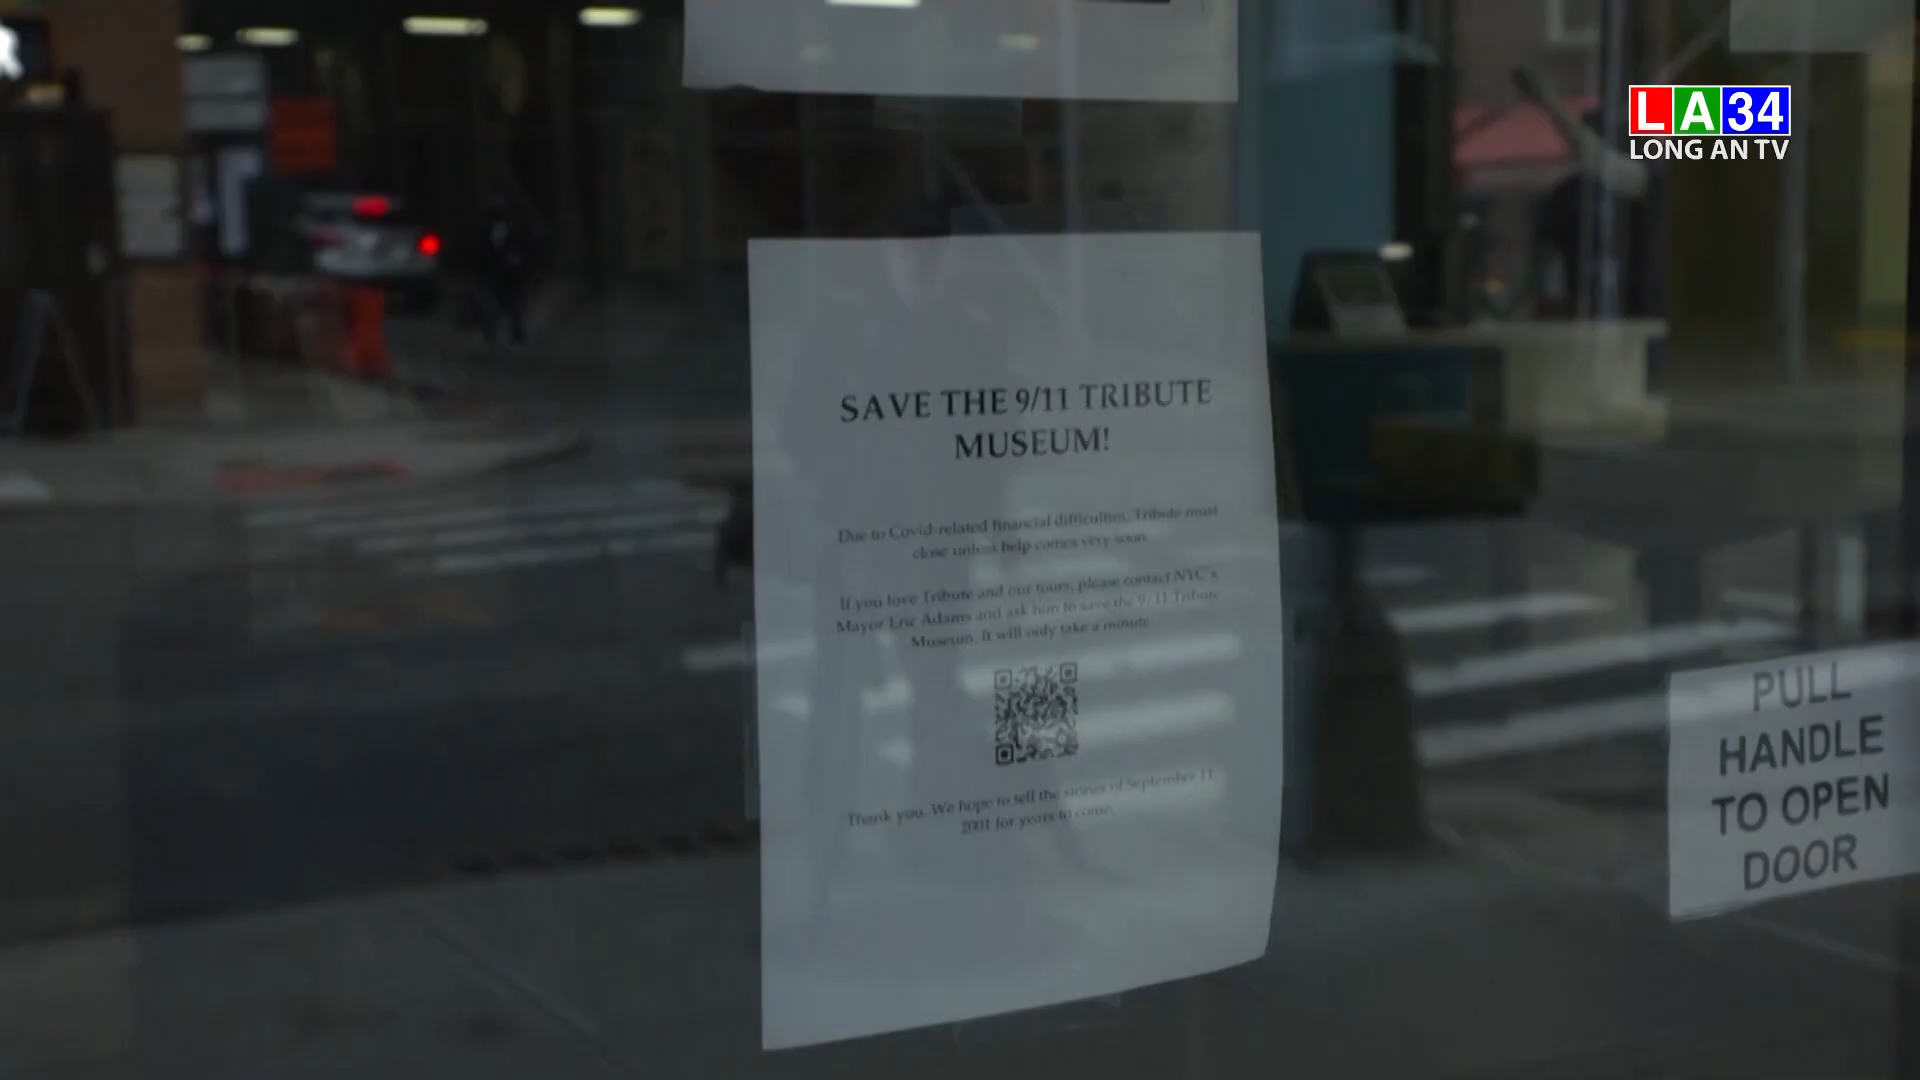 LA34
LONG AN TV
SAVE THE 9/11 TRIBUTE
MUSEUM!
Due to Covid-related financial difficulties, Tribute must
close unless help comes very soon.
If you love Tribute and our tours, please contact NYC's
Mayor Eric Adams and ask him to save the 9/11 Tribute
Museum. It will only take a minute.
Thank you. We hope to tell the stories of September 11,
2001 for years to come.
PULL
HANDLE
TO OPEN
DOOR